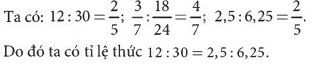 Ta có: 12 : 30 = 2/5; 3/7 : 18/24 = 4/7; 2,5 : 6,25 = 2/5.
Do đó ta có tỉ lệ thức 12 : 30 = 2,5 : 6,25.